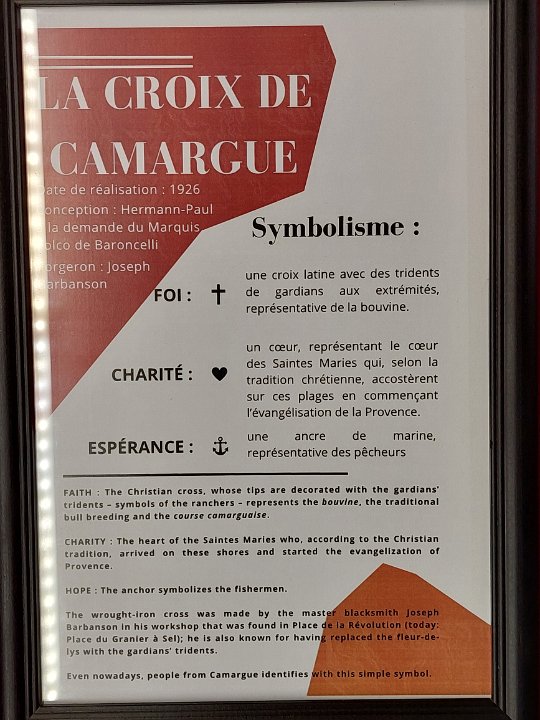 LA CROIX DE
CAMARGUE
de réalisation : 1926
: Hermann-Paul
la demande du Marquis
de Baroncelli
: Joseph
Symbolisme :
FOI :
une croix latine avec des tridents
de gardians aux extrémités,
représentative de la bouvine.
CHARITÉ :
un cœur, représentant le cœur
des Saintes Maries qui, selon la
tradition chrétienne, accostèrent
sur ces plages en commençant
l'évangélisation de la Provence.
ESPÉRANCE :
une ancre de marine,
représentative des pêcheurs
FAITH : The Christian cross, whose tips are decorated with the gardians'
tridents – symbols of the ranchers – represents the bouvine, the traditional
bull breeding and the course camarguaise.
CHARITY : The heart of the Saintes Maries who, according to the Christian
tradition, arrived on these shores and started the evangelization of
Provence.
HOPE : The anchor symbolizes the fishermen.
The wrought-iron cross was made by the master blacksmith Joseph
Barbanson in his workshop that was found in Place de la Révolution (today:
Place du Granier à Sel); he is also known for having replaced the fleur-de-
lys with the gardians' tridents.
Even nowadays, people from Camargue identifies with this simple symbol.